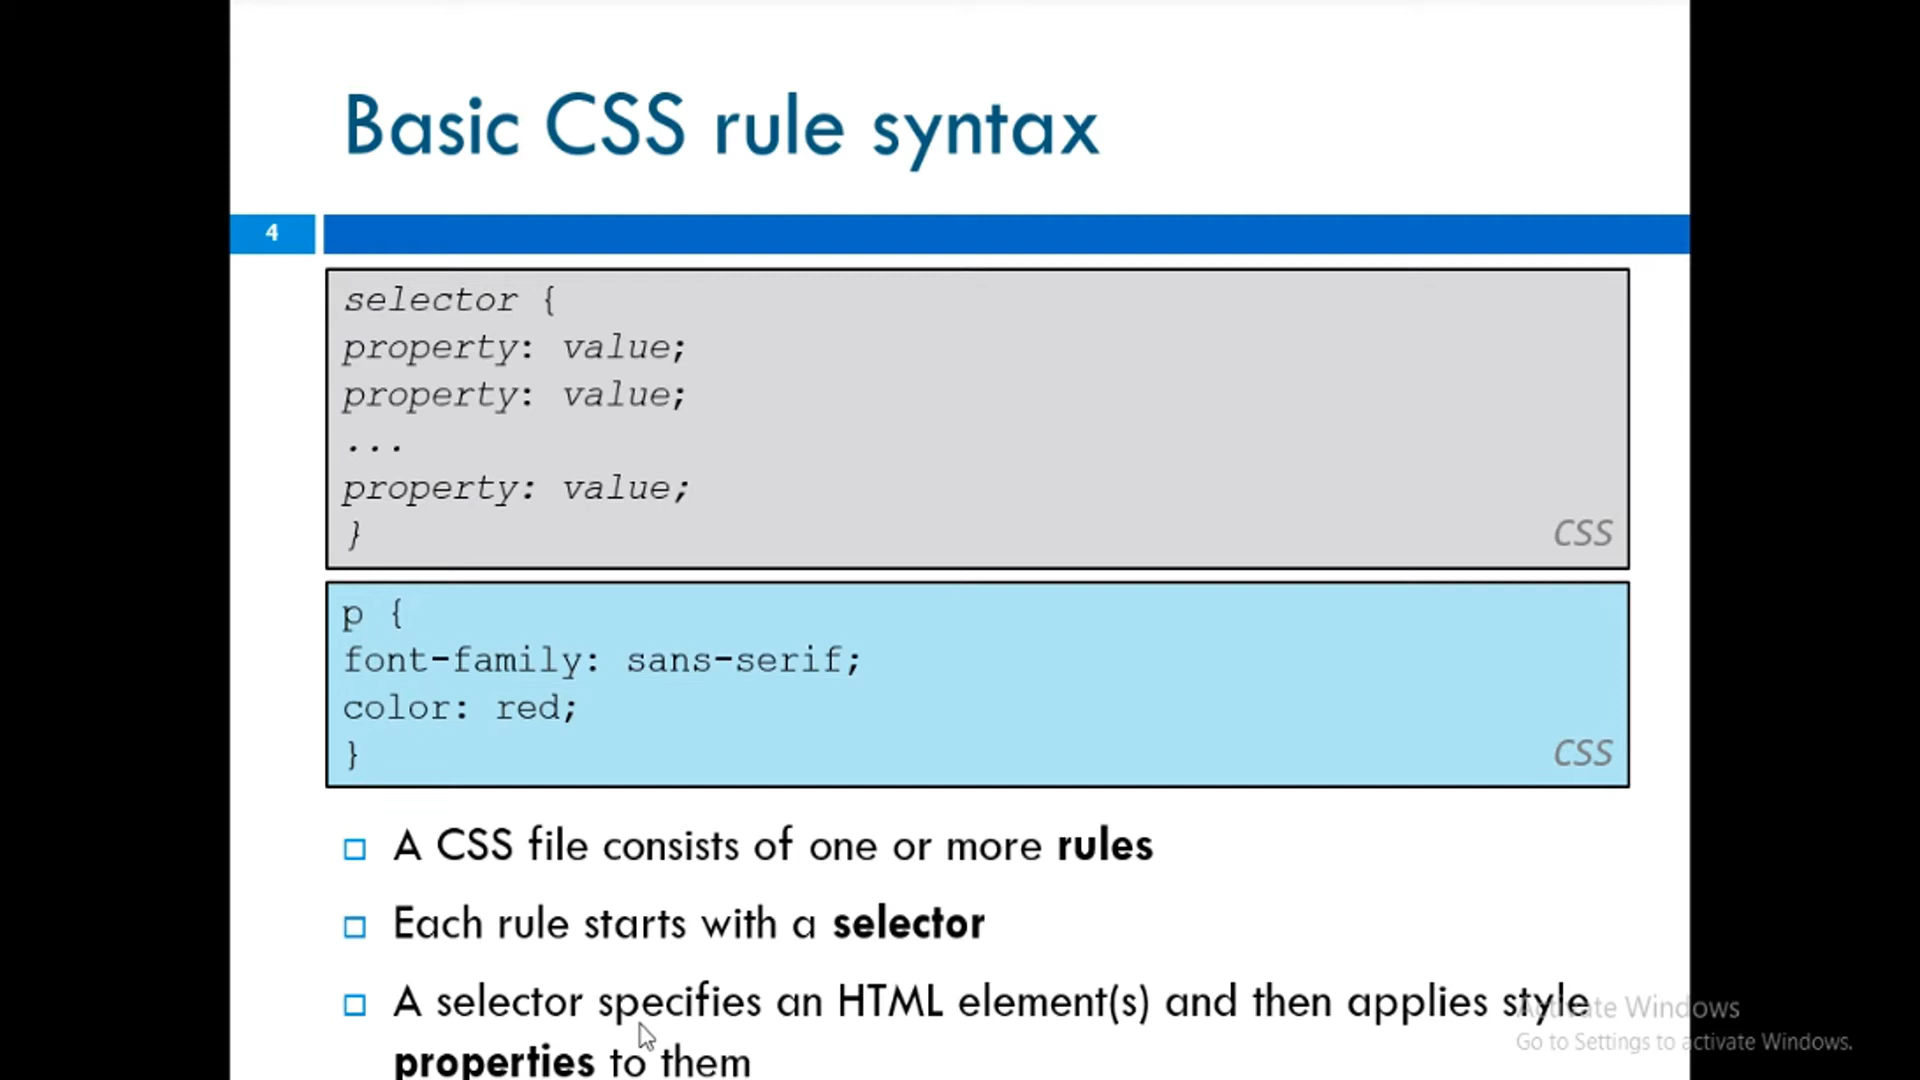 Basic CSS rule syntax
4
selector {
property: value;
property: value;
...
property: value;
}
CSS
p {
font-family: sans-serif;
color: red;
}
CSS
A CSS file consists of one or more rules
Each rule starts with a selector
A selector specifies an HTML element(s) and then applies style
properties to them
Activate Windows
Go to Settings to activate Windows.